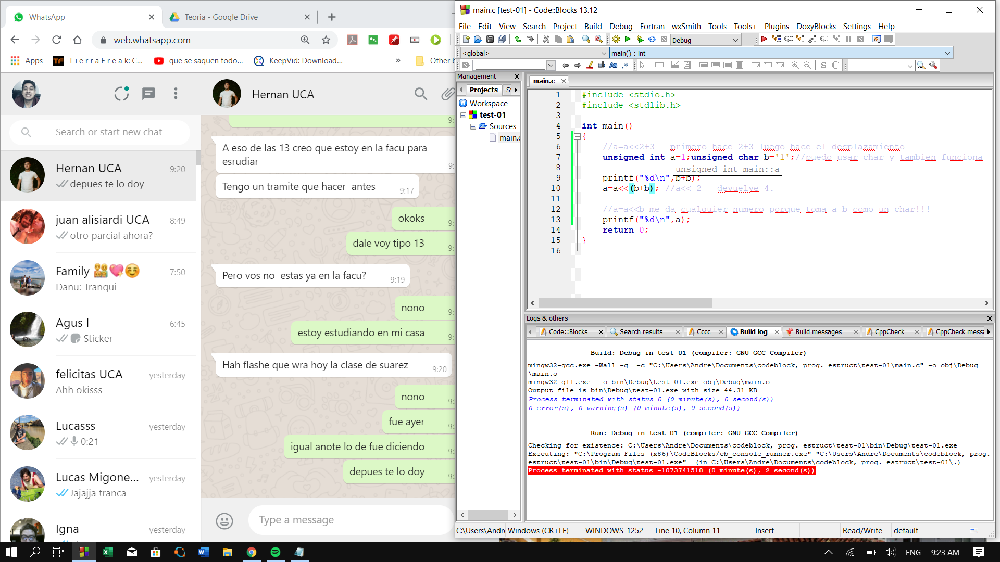 WhatsApp
Teoria - Google Drive
web.whatsapp.com
Apps
T i e r r a F r e a k: C...
que se saquen todo...
KeepVid: Download...
»
Other b
Hernan UCA
Search or start new chat
Hernan UCA
9:20
depues te lo doy
juan alisiardi UCA
8:49
otro parcial ahora?
Family
7:50
Danu: Tranqui
Agus I
6:45
Sticker
felicitas UCA
yesterday
Ahh okisss
Lucasss
yesterday
0:21
Lucas Migone...
yesterday
Jajajja tranca
Igna
yesterday
9:
A eso de las 13 creo que estoy en la facu para
esrudiar
9:
Tengo un tramite que hacer  antes
9:17
okoks
9:
dale voy tipo 13
9:
Pero vos no  estas ya en la facu?
9:19
nono
9:
estoy estudiando en mi casa
9:
Hah flashe que wra hoy la clase de suarez
9:20
nono
9:
fue ayer
9:
igual anote lo de fue diciendo
9:
depues te lo doy
9:
Type a message
main.c [test-01] - Code::Blocks 13.12
File Edit View Search Project Build Debug Fortran wxSmith Tools Tools+ Plugins DoxyBlocks Settings Help
Debug
<global>
main() : int
Management
Projects
Sy
Workspace
test-01
Sources
main.c
main.c
1 #include <stdio.h>
2 #include <stdlib.h>
3
4 int main()
5 {
6 //a=a<<2+3   primero hace 2+3 luego hace el desplazamiento
7 unsigned int a=1;unsigned char b='1';//puedo usar char y tambien funciona
8
unsigned int main::a
9 printf("%d\n",b+b);
10 a=a<<(b+b); //a<< 2   devuelve 4.
11
12 //a=a<<b me da cualquier numero porque toma a b como un char!!!
13 printf("%d\n",a);
14 return 0;
15 }
16
Logs & others
Code::Blocks
Search results
Cccc
Build log
Build messages
CppCheck
CppCheck messa
-------------- Build: Debug in test-01 (compiler: GNU GCC Compiler)---------------
mingw32-gcc.exe -Wall -g  -c "C:\Users\Andre\Documents\codeblock, prog. estruct\test-01\main.c" -o obj\Debug
\main.o
mingw32-g++.exe  -o bin\Debug\test-01.exe obj\Debug\main.o
Output file is bin\Debug\test-01.exe with size 44.31 KB
Process terminated with status 0 (0 minute(s), 0 second(s))
0 error(s), 0 warning(s) (0 minute(s), 0 second(s))
-------------- Run: Debug in test-01 (compiler: GNU GCC Compiler)---------------
Checking for existence: C:\Users\Andre\Documents\codeblock, prog. estruct\test-01\bin\Debug\test-01.exe
Executing: "C:\Program Files (x86)\CodeBlocks/cb_console_runner.exe" "C:\Users\Andre\Documents\codeblock, prog.
estruct\test-01\bin\Debug\test-01.exe"  (in C:\Users\Andre\Documents\codeblock, prog. estruct\test-01\.)
Process terminated with status -1073741510 (0 minute(s), 2 second(s))
C:\Users\Andre
Windows (CR+LF)
WINDOWS-1252
Line 10, Column 11
Insert
Read/Write
default
ENG
9:23 AM